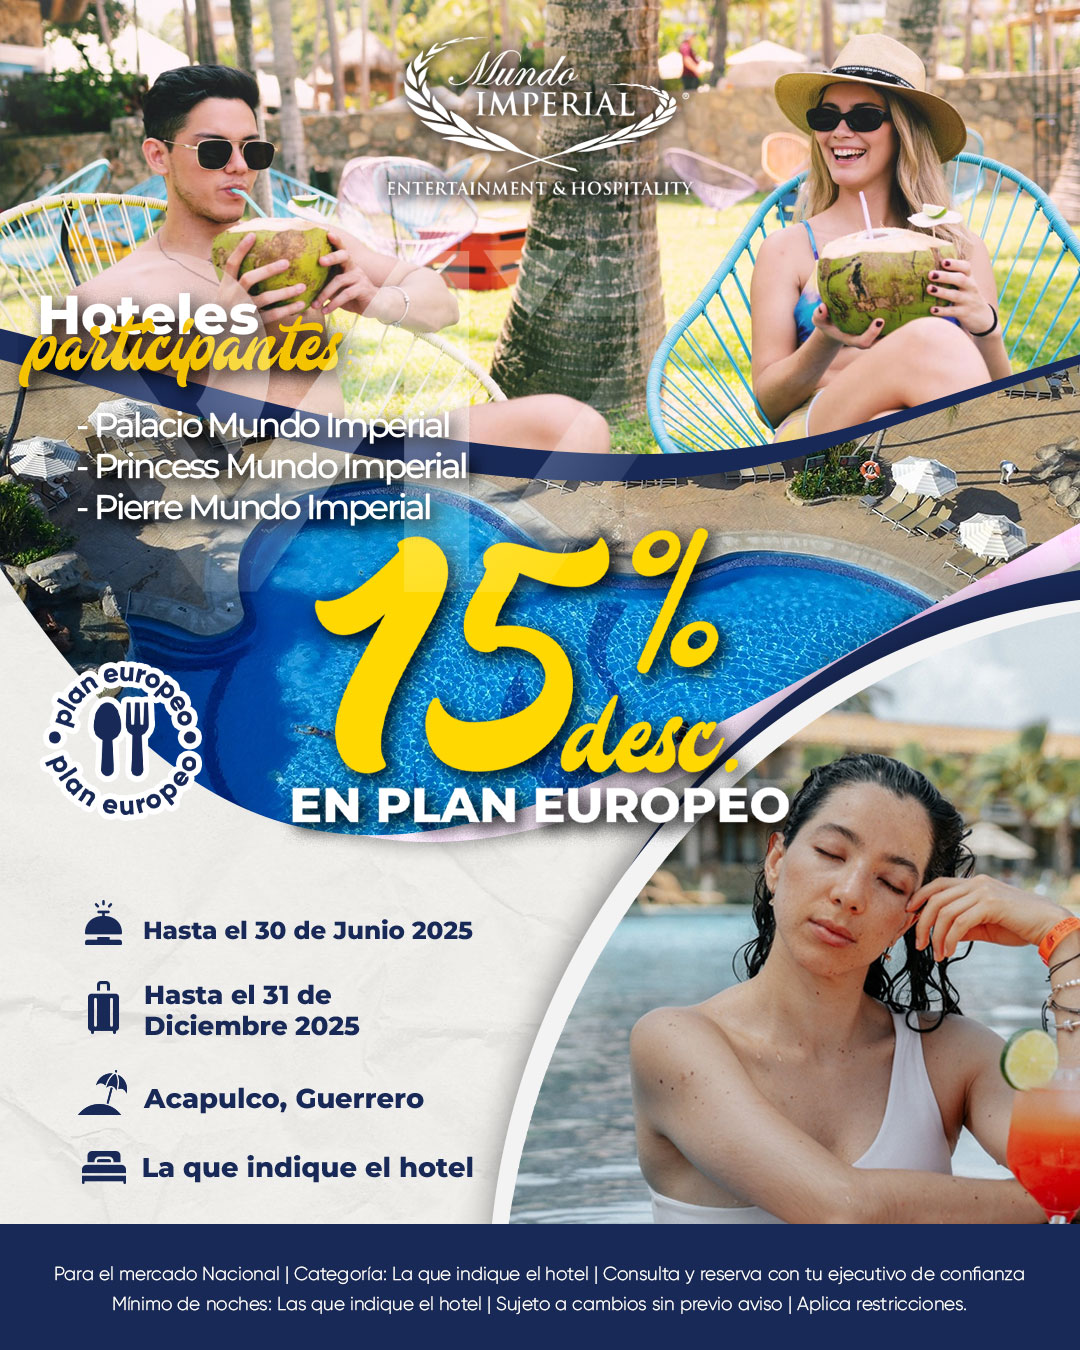 Mundo
IMPERIAL®
ENTERTAINMENT & HOSPITALITY
Hoteles
participantes
- Palacio Mundo Imperial
- Princess Mundo Imperial
- Pierre Mundo Imperial
15%
desc.
EN PLAN EUROPEO
plan europeo
plan europeo
Hasta el 30 de Junio 2025
Hasta el 31 de
Diciembre 2025
Acapulco, Guerrero
La que indique el hotel
Para el mercado Nacional | Categoría: La que indique el hotel | Consulta y reserva con tu ejecutivo de confianza
Mínimo de noches: Las que indique el hotel | Sujeto a cambios sin previo aviso | Aplica restricciones.